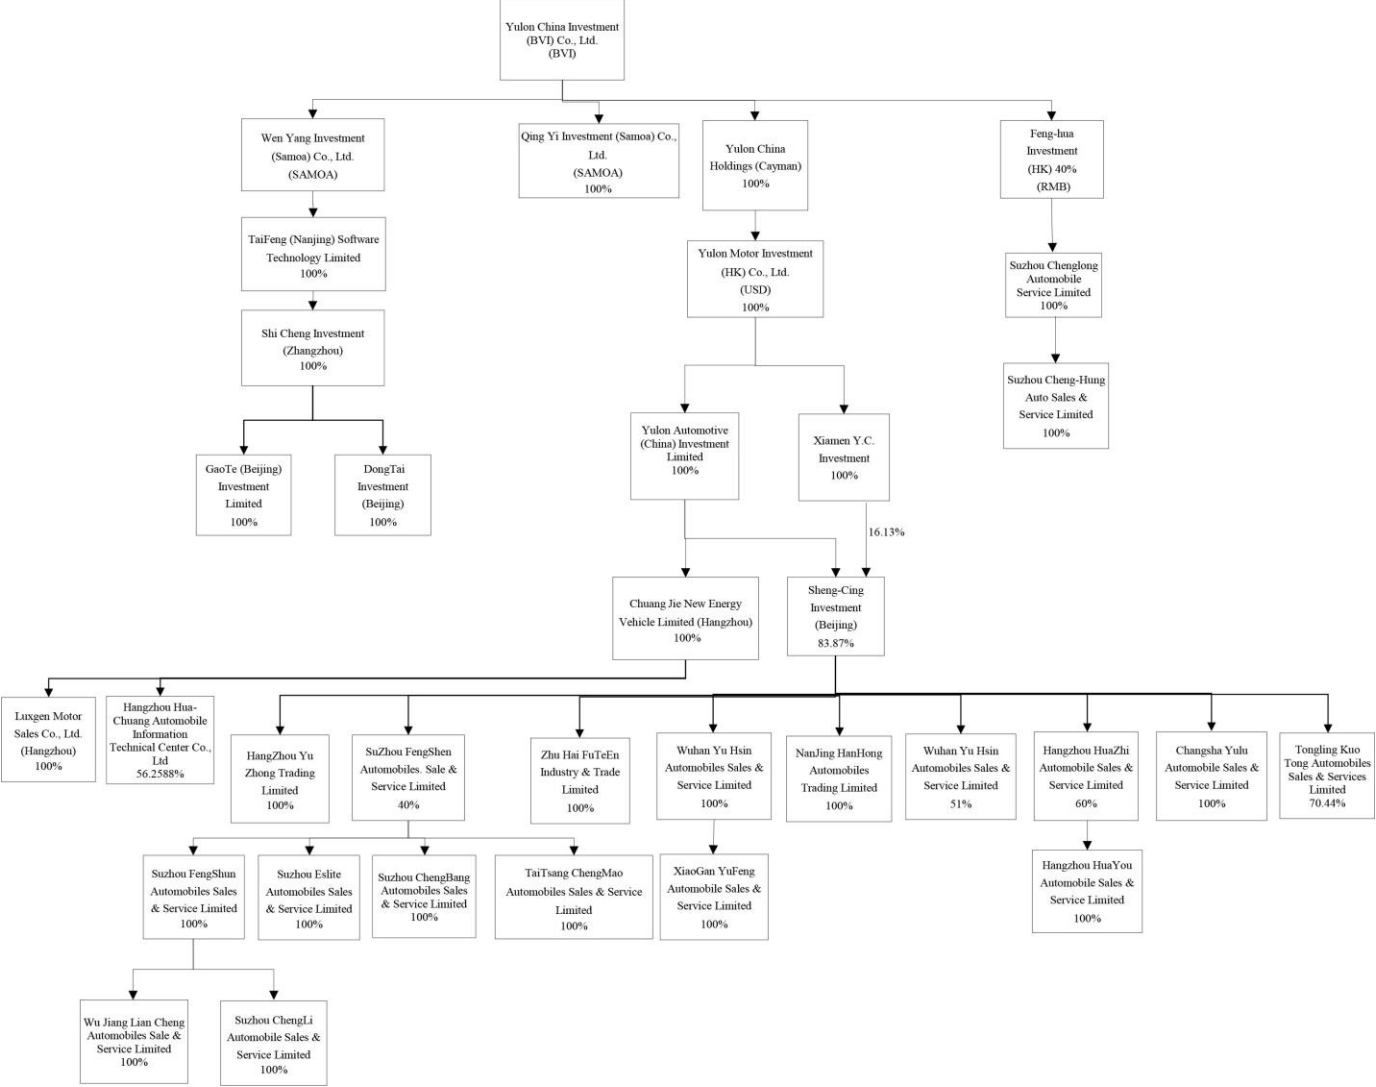 Yulon China Investment
(BVI) Co., Ltd.
(BVI)
Wen Yang Investment
(Samoa) Co., Ltd.
(SAMOA)
Qing Yi Investment (Samoa) Co.,
Ltd.
(SAMOA)
100%
Yulon China
Holdings (Cayman)
100%
Feng-hua
Investment
(HK) 40%
(RMB)
TaiFeng (Nanjing) Software
Technology Limited
100%
Yulon Motor Investment
(HK) Co., Ltd.
(USD)
100%
Suzhou Chenglong
Automobile
Service Limited
100%
Shi Cheng Investment
(Zhangzhou)
100%
Suzhou Cheng-Hung
Auto Sales &
Service Limited
100%
GaoTe (Beijing)
Investment
Limited
100%
DongTai
Investment
(Beijing)
100%
Yulon Automotive
(China) Investment
Limited
100%
Xiamen Y.C.
Investment
100%
16.13%
Chuang Jie New Energy
Vehicle Limited (Hangzhou)
100%
Sheng-Cing
Investment
(Beijing)
83.87%
Luxgen Motor
Sales Co., Ltd.
(Hangzhou)
100%
Hangzhou Hua-
Chuang Automobile
Information
Technical Center Co.,
Ltd
56.2588%
HangZhou Yu
Zhong Trading
Limited
100%
SuZhou FengShen
Automobiles. Sale &
Service Limited
40%
Zhu Hai FuTeEn
Industry & Trade
Limited
100%
Wuhan Yu Hsin
Automobiles Sales &
Service Limited
100%
NanJing HanHong
Automobiles
Trading Limited
100%
Wuhan Yu Hsin
Automobiles Sales &
Service Limited
51%
Hangzhou HuaZhi
Automobile Sales &
Service Limited
60%
Changsha Yulu
Automobile Sales &
Service Limited
100%
Tongling Kuo
Tong Automobiles
Sales & Services
Limited
70.44%
Suzhou FengShun
Automobiles Sales
& Service Limited
100%
Suzhou Eslite
Automobiles Sales
& Service Limited
100%
Suzhou ChengBang
Automobiles Sales
& Service Limited
100%
TaiTsang ChengMao
Automobiles Sales & Service
Limited
100%
XiaoGan YuFeng
Automobile Sales &
Service Limited
100%
Hangzhou HuaYou
Automobile Sales &
Service Limited
100%
Wu Jiang Lian Cheng
Automobiles Sale &
Service Limited
100%
Suzhou ChengLi
Automobile Sales &
Service Limited
100%